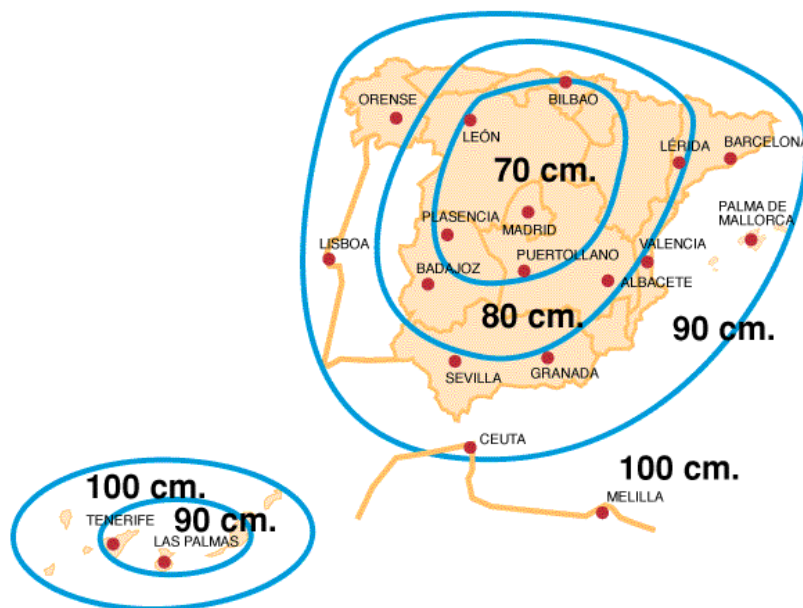 ORENSE
BILBAO
LEÓN
LÉRIDA
BARCELONA
70 cm.
PLASENCIA
MADRID
PALMA DE
MALLORCA
LISBOA
BADAJOZ
PUERTOLLANO
VALENCIA
ALBACETE
80 cm.
90 cm.
SEVILLA
GRANADA
CEUTA
100 cm.
MELILLA
100 cm.
90 cm.
TENERIFE
LAS PALMAS